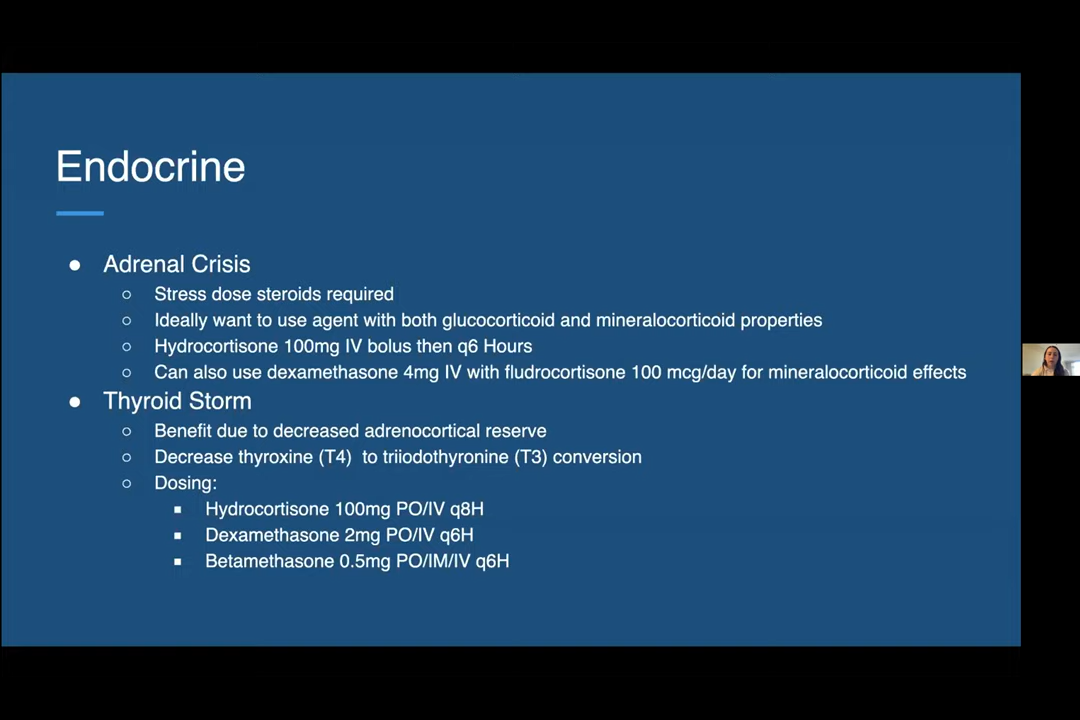 Endocrine
● Adrenal Crisis
○ Stress dose steroids required
○ Ideally want to use agent with both glucocorticoid and mineralocorticoid properties
○ Hydrocortisone 100mg IV bolus then q6 Hours
○ Can also use dexamethasone 4mg IV with fludrocortisone 100 mcg/day for mineralocorticoid effects
● Thyroid Storm
○ Benefit due to decreased adrenocortical reserve
○ Decrease thyroxine (T4)  to triiodothyronine (T3) conversion
○ Dosing:
■ Hydrocortisone 100mg PO/IV q8H
■ Dexamethasone 2mg PO/IV q6H
■ Betamethasone 0.5mg PO/IM/IV q6H